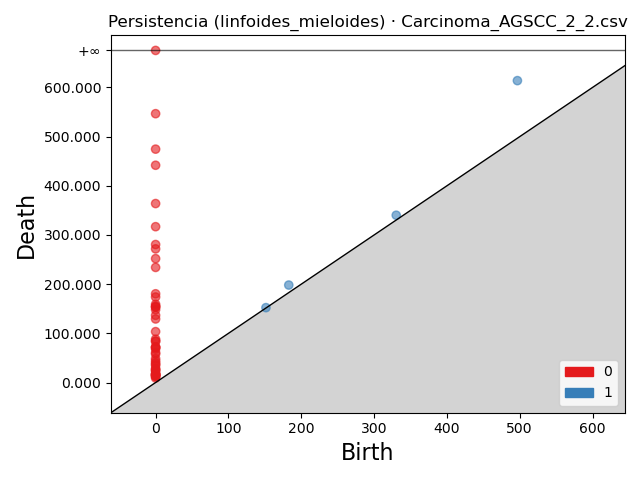 Persistencia (linfoides_mieloides) · Carcinoma_AGSCC_2_2.csv
+∞
600.000
500.000
400.000
300.000
200.000
100.000
0.000
Death
0
1
0 100 200 300 400 500 600
Birth